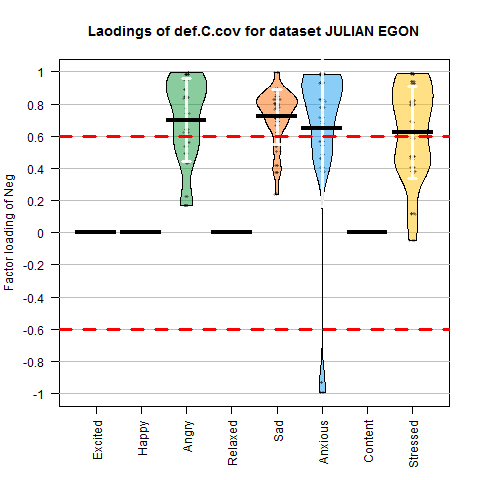 Laodings of def.C.cov for dataset JULIAN EGON
Factor loading of Neg
1
0.8
0.6
0.4
0.2
0
-0.2
-0.4
-0.6
-0.8
-1
Excited
Happy
Angry
Relaxed
Sad
Anxious
Content
Stressed